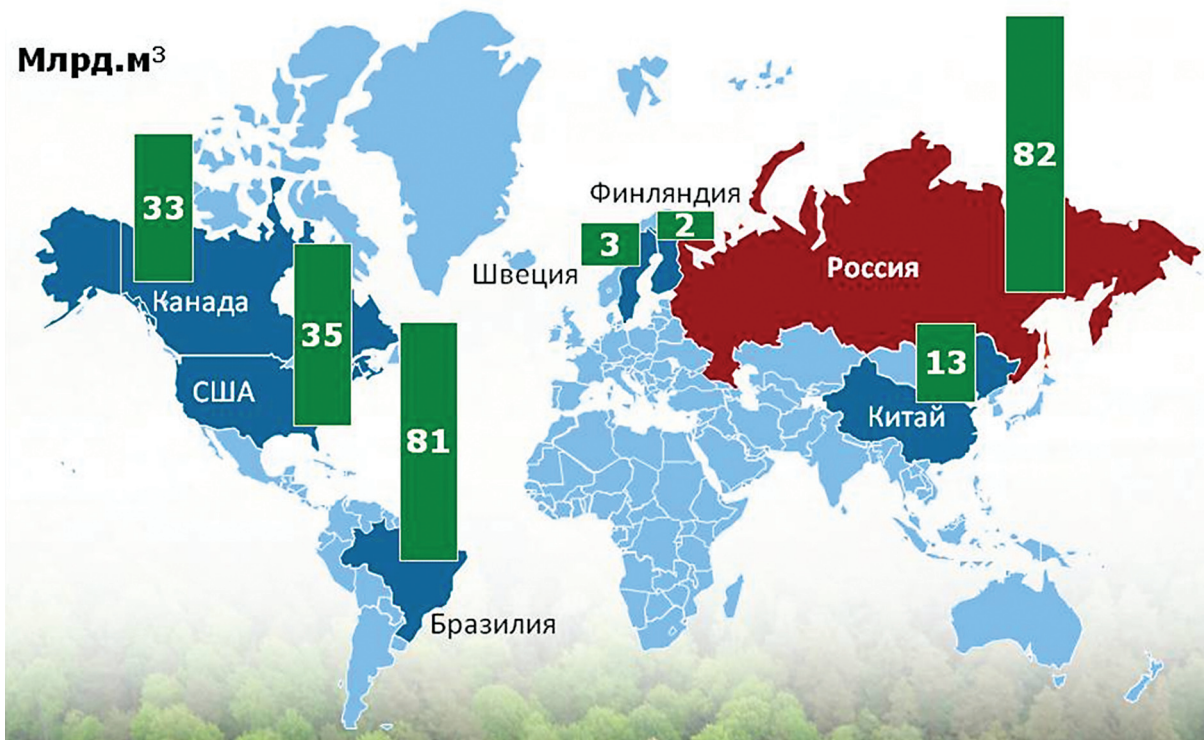 Млрд.м³
82
33
Финляндия
2
3
Швеция
Россия
Канада
35
13
США
Китай
81
Бразилия